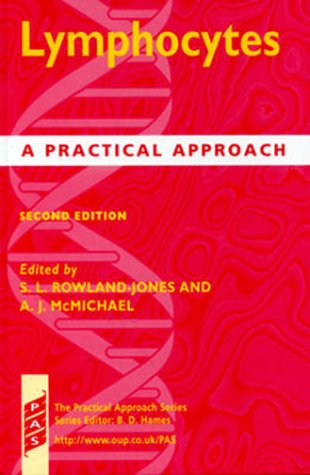 Lymphocytes
A PRACTICAL APPROACH
SECOND EDITION
Edited by
S. L. ROWLAND-JONES AND
A. J. McMICHAEL
PAS
The Practical Approach Series
Series Editor: B. D. Hames
http://www.oup.co.uk/PAS